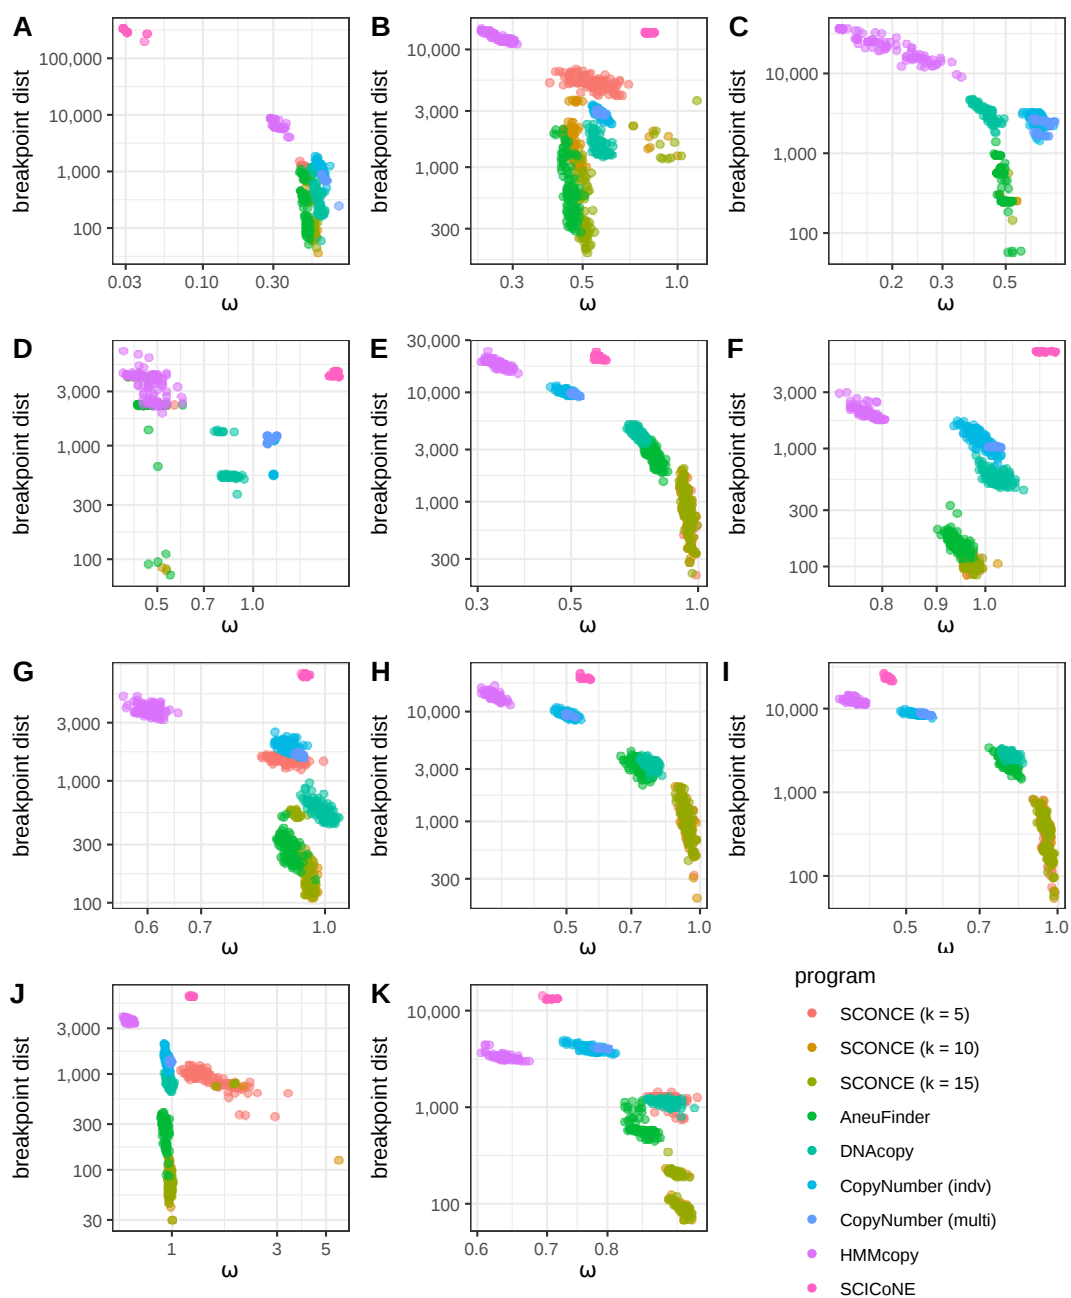 A
breakpoint dist
100,000
10,000
1,000
100
0.03
0.10
0.30
ω
B
breakpoint dist
10,000
3,000
1,000
300
0.3
0.5
1.0
ω
C
breakpoint dist
10,000
1,000
100
0.2
0.3
0.5
ω
D
breakpoint dist
3,000
1,000
300
100
0.5
0.7
1.0
ω
E
breakpoint dist
30,000
10,000
3,000
1,000
300
0.3
0.5
1.0
ω
F
breakpoint dist
3,000
1,000
300
100
0.8
0.9
1.0
ω
G
breakpoint dist
3,000
1,000
300
100
0.6
0.7
1.0
ω
H
breakpoint dist
10,000
3,000
1,000
300
0.5
0.7
1.0
ω
I
breakpoint dist
10,000
1,000
100
0.5
0.7
1.0
ω
J
breakpoint dist
3,000
1,000
300
100
30
1
3
5
ω
K
breakpoint dist
10,000
1,000
100
0.6
0.7
0.8
ω
program
SCONCE (k = 5)
SCONCE (k = 10)
SCONCE (k = 15)
AneuFinder
DNAcopy
CopyNumber (indv)
CopyNumber (multi)
HMMcopy
SCICoNE